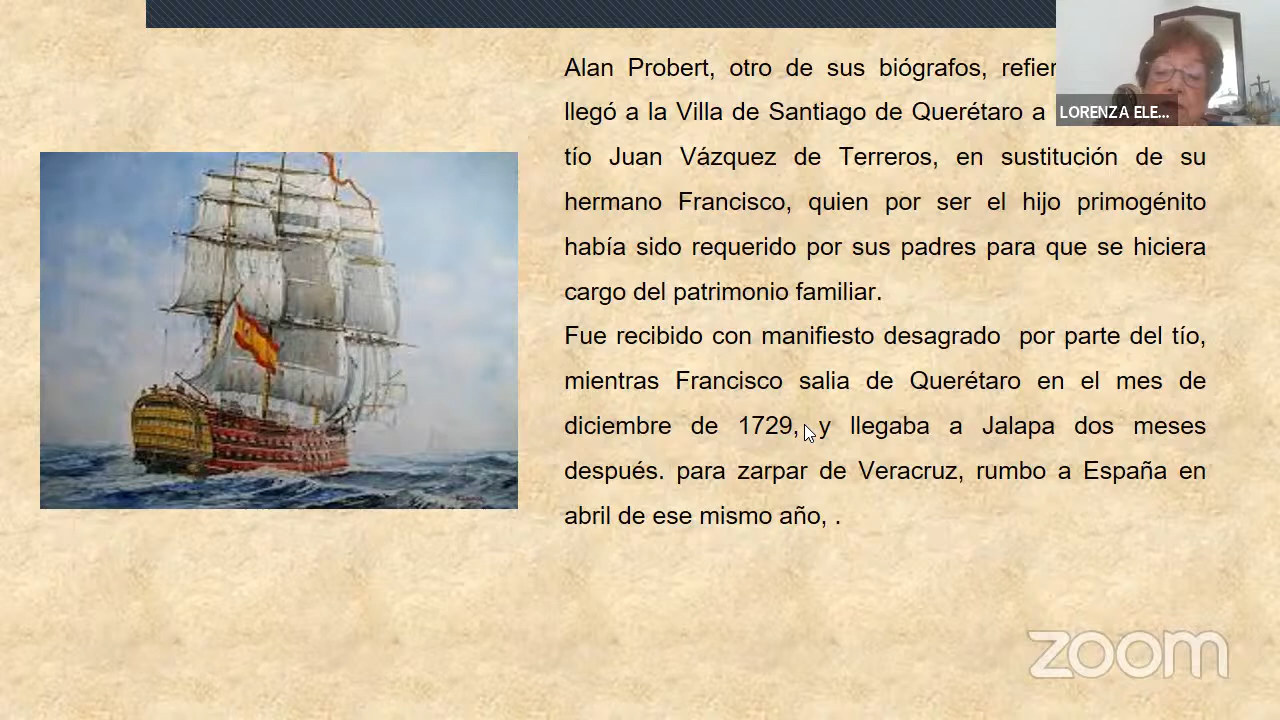 Alan Probert, otro de sus biógrafos, refier
LORENZA ELE...
llegó a la Villa de Santiago de Querétaro a
tío Juan Vázquez de Terreros, en sustitución de su
hermano Francisco, quien por ser el hijo primogénito
había sido requerido por sus padres para que se hiciera
cargo del patrimonio familiar.
Fue recibido con manifiesto desagrado por parte del tío,
mientras Francisco salia de Querétaro en el mes de
diciembre de 1729, y llegaba a Jalapa dos meses
después. para zarpar de Veracruz, rumbo a España en
abril de ese mismo año, .
zoom